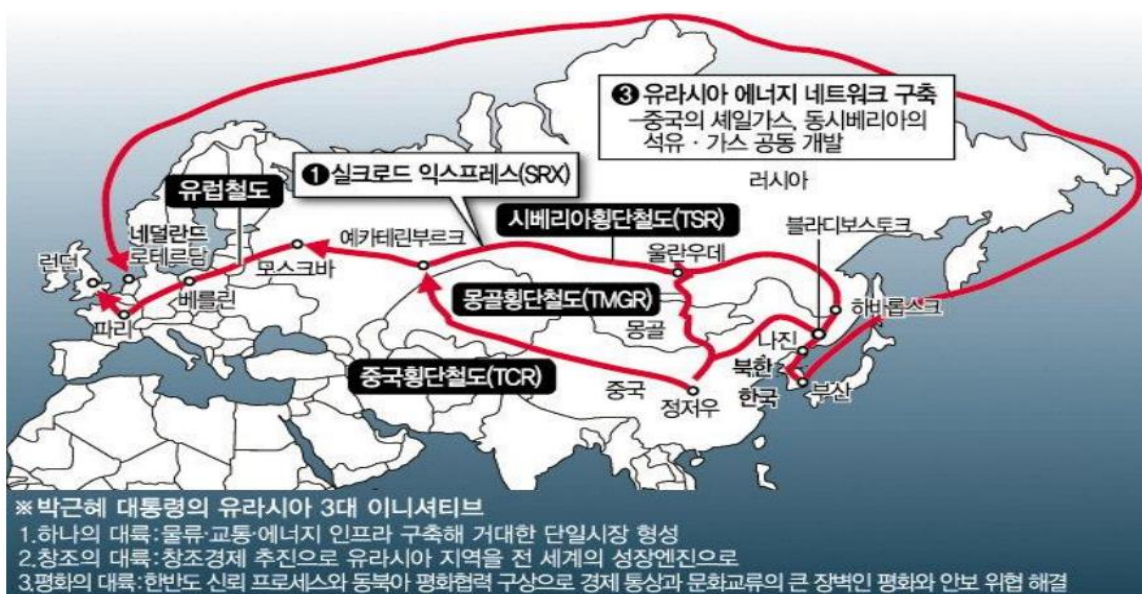 ❸ 유라시아 에너지 네트워크 구축
–중국의 셰일가스, 동시베리아의
석유·가스 공동 개발
❶실크로드 익스프레스(SRX)
러시아
유럽철도
시베리아횡단철도(TSR)
블라디보스토크
네덜란드
로테르담
런던
예카테린부르크
울란우데
모스크바
베를린
몽골횡단철도(TMGR)
하바롭스크
파리
몽골
나진
북한
중국횡단철도(TCR)
중국
정저우
한국
부산
※박근혜 대통령의 유라시아 3대 이니셔티브
1.하나의 대륙:물류·교통·에너지 인프라 구축해 거대한 단일시장 형성
2.창조의 대륙:창조경제 추진으로 유라시아 지역을 전 세계의 성장엔진으로
3.평화의 대륙:한반도 신뢰 프로세스와 동북아 평화협력 구상으로 경제 통상과 문화교류의 큰 장벽인 평화와 안보 위협 해결